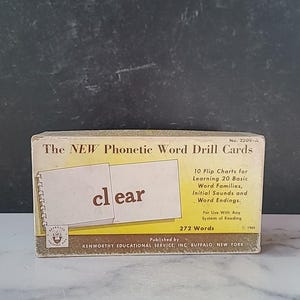 No. 2209-A
The NEW Phonetic Word Drill Cards
10 Flip Charts for
Learning 20 Basic
Word Families,
Initial Sounds and
Word Endings.
clear
For Use With Any
System of Reading
272 Words
Published by
KENWORTHY EDUCATIONAL SERVICE, INC. BUFFALO, NEW YORK